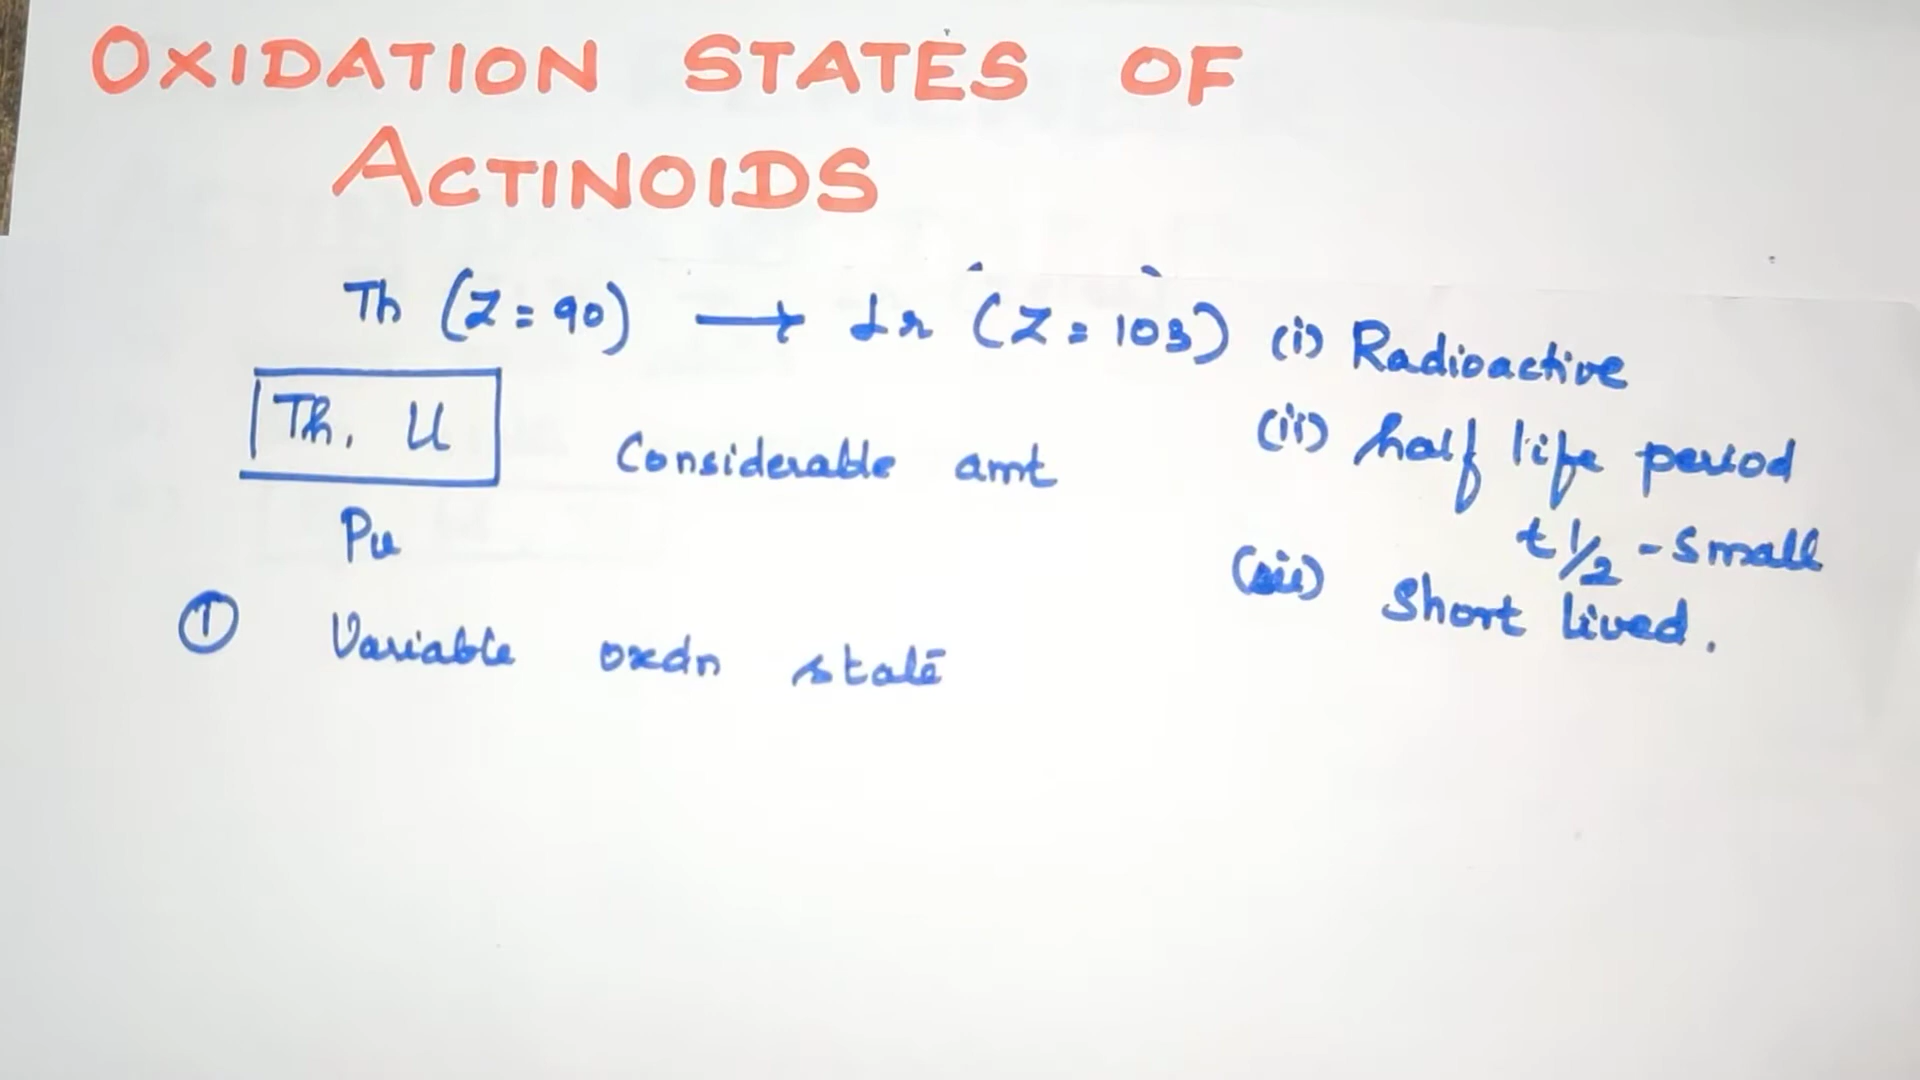 OXIDATION STATES OF
ACTINOIDS
Th (Z = 90) → Lr (Z = 103) (i) Radioactive
Th, U Considerable amt (ii) half life period
Pu t 1/2 - small
(iii) Short lived.
① Variable oxdn state